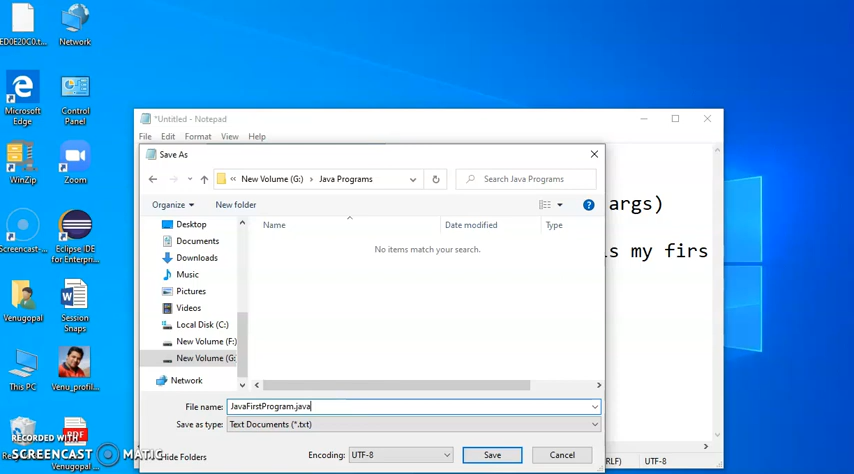 ED0E20C0.t...
Network
Microsoft
Edge
Control
Panel
WinZip
Zoom
Screencast-...
Eclipse IDE
for Enterpri...
Venugopal
Session
Snaps
This PC
Venu_profil...
PDF
Venugopal ...
RECORDED WITH
SCREENCAST MATIC
*Untitled - Notepad
File Edit Format View Help
args)
s my firs
UTF-8
Save As
« New Volume (G:) › Java Programs
Search Java Programs
Organize
New folder
Name
Date modified
Type
No items match your search.
Desktop
Documents
Downloads
Music
Pictures
Videos
Local Disk (C:)
New Volume (F:)
New Volume (G:
Network
File name:
JavaFirstProgram.java
Save as type:
Text Documents (*.txt)
Hide Folders
Encoding:
UTF-8
Save
Cancel